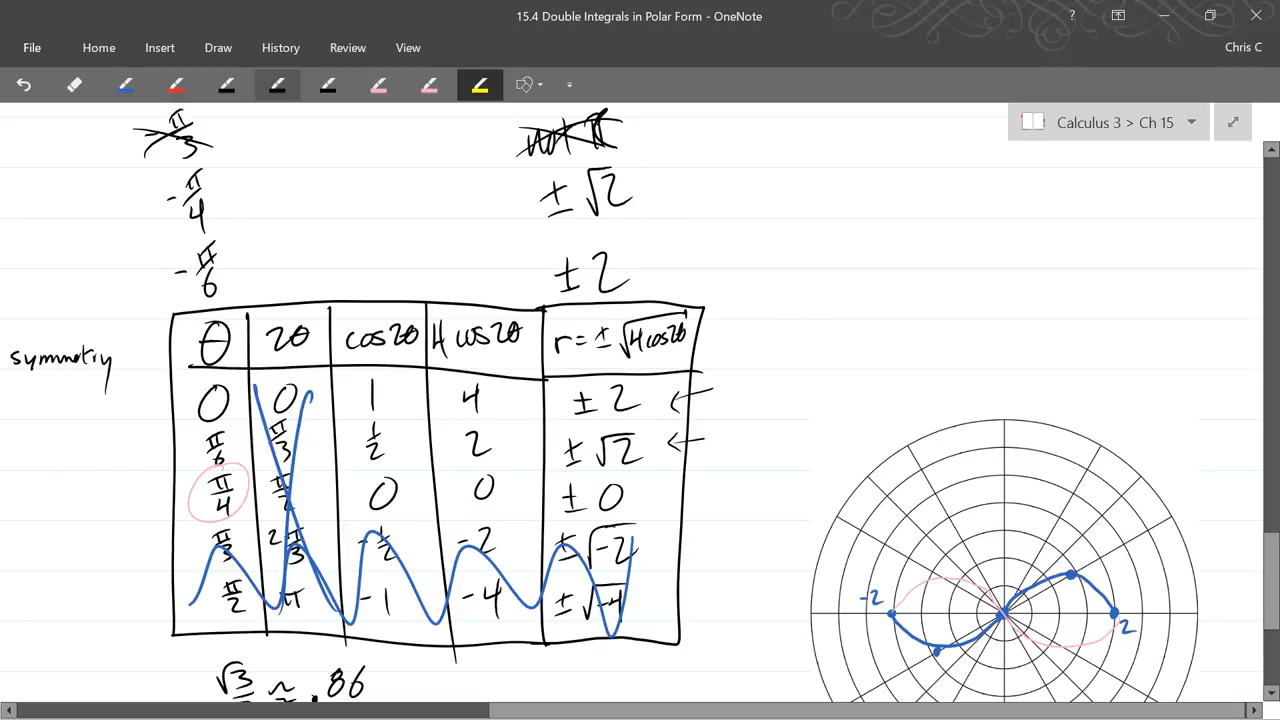 15.4 Double Integrals in Polar Form - OneNote
?
File Home Insert Draw History Review View
Chris C
Calculus 3 > Ch 15
-π/3
-π/4 ± √2
-π/6 ± 2
symmetry
θ 2θ cos2θ 4cos2θ r = ± √4cos2θ
0 0 1 4 ± 2 ←
π/6 π/3 1/2 2 ± √2 ←
π/4 π/2 0 0 ± 0
π/3 2π/3 -1/2 -2 ± √-2
π/2 π -1 -4 ± √-4
-2
2
√3 ≈ .86